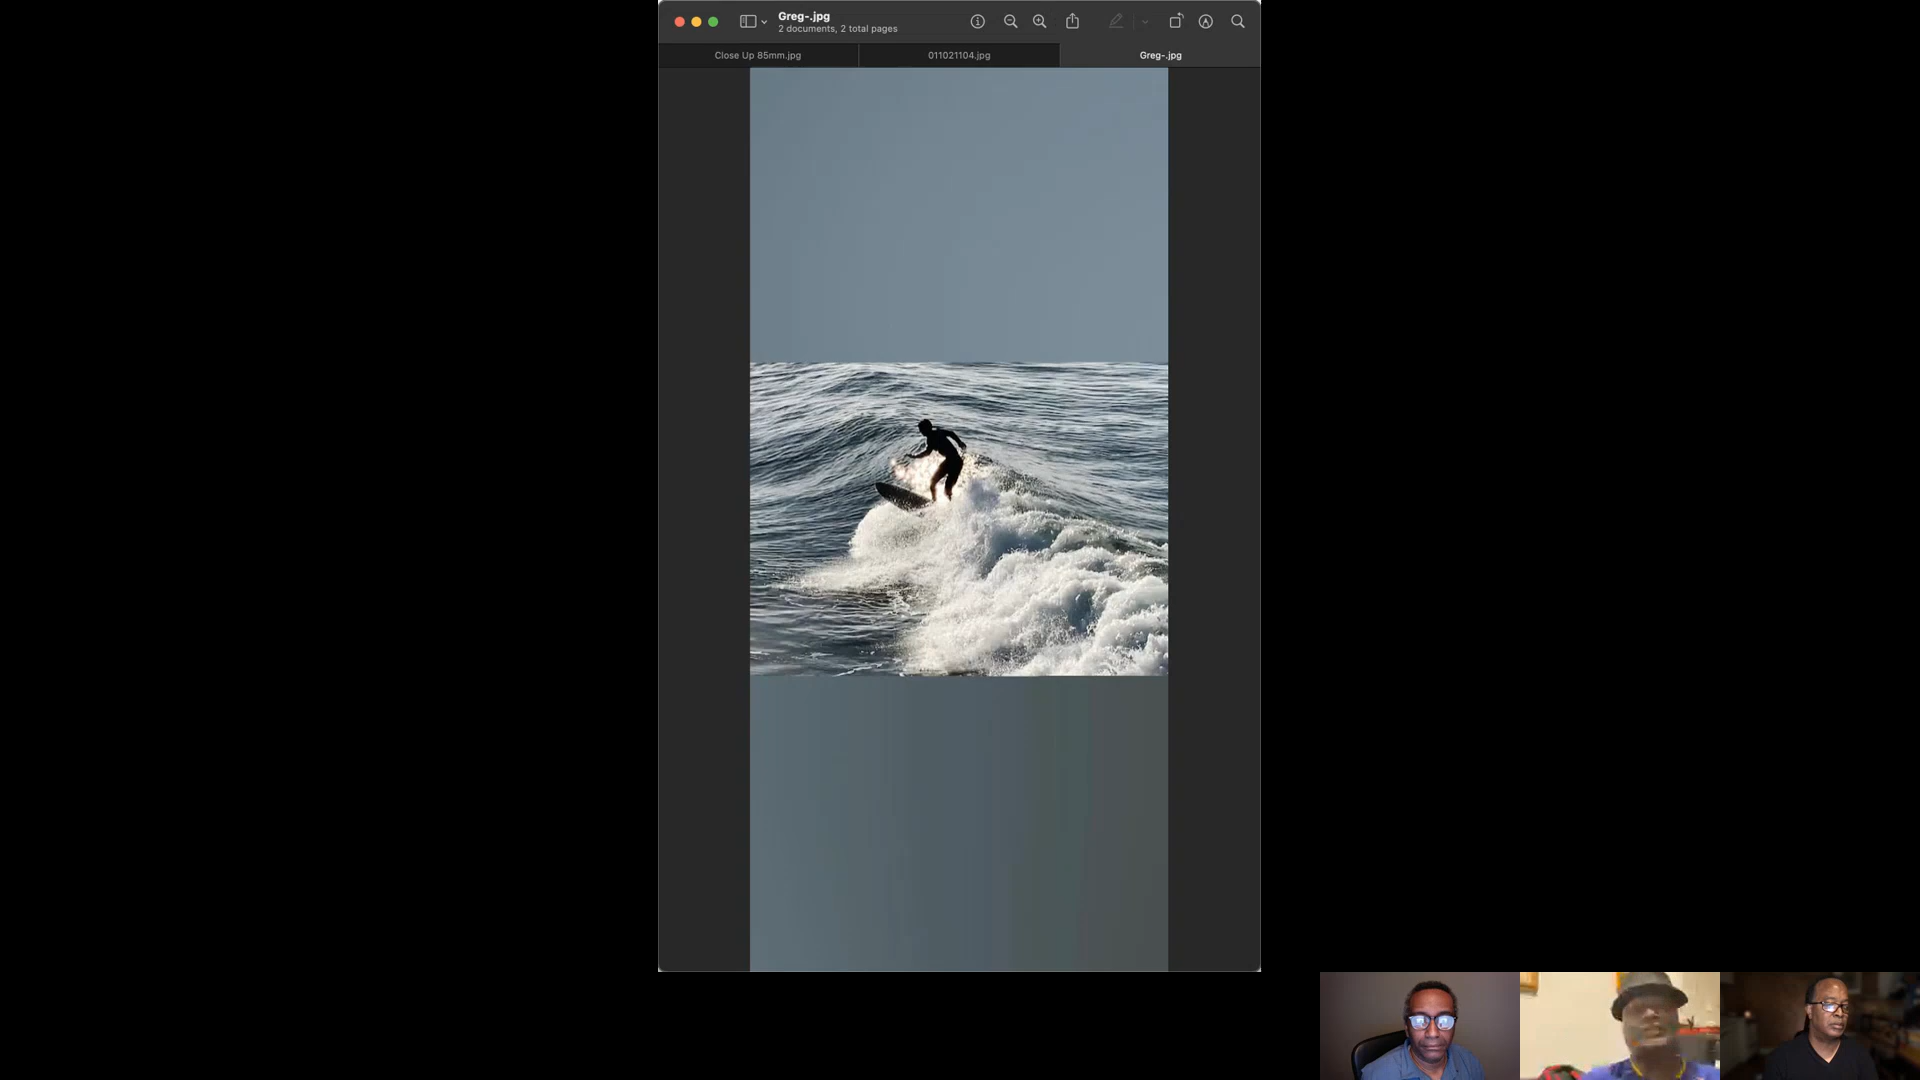 Greg-.jpg
2 documents, 2 total pages
Close Up 85mm.jpg
011021104.jpg
Greg-.jpg